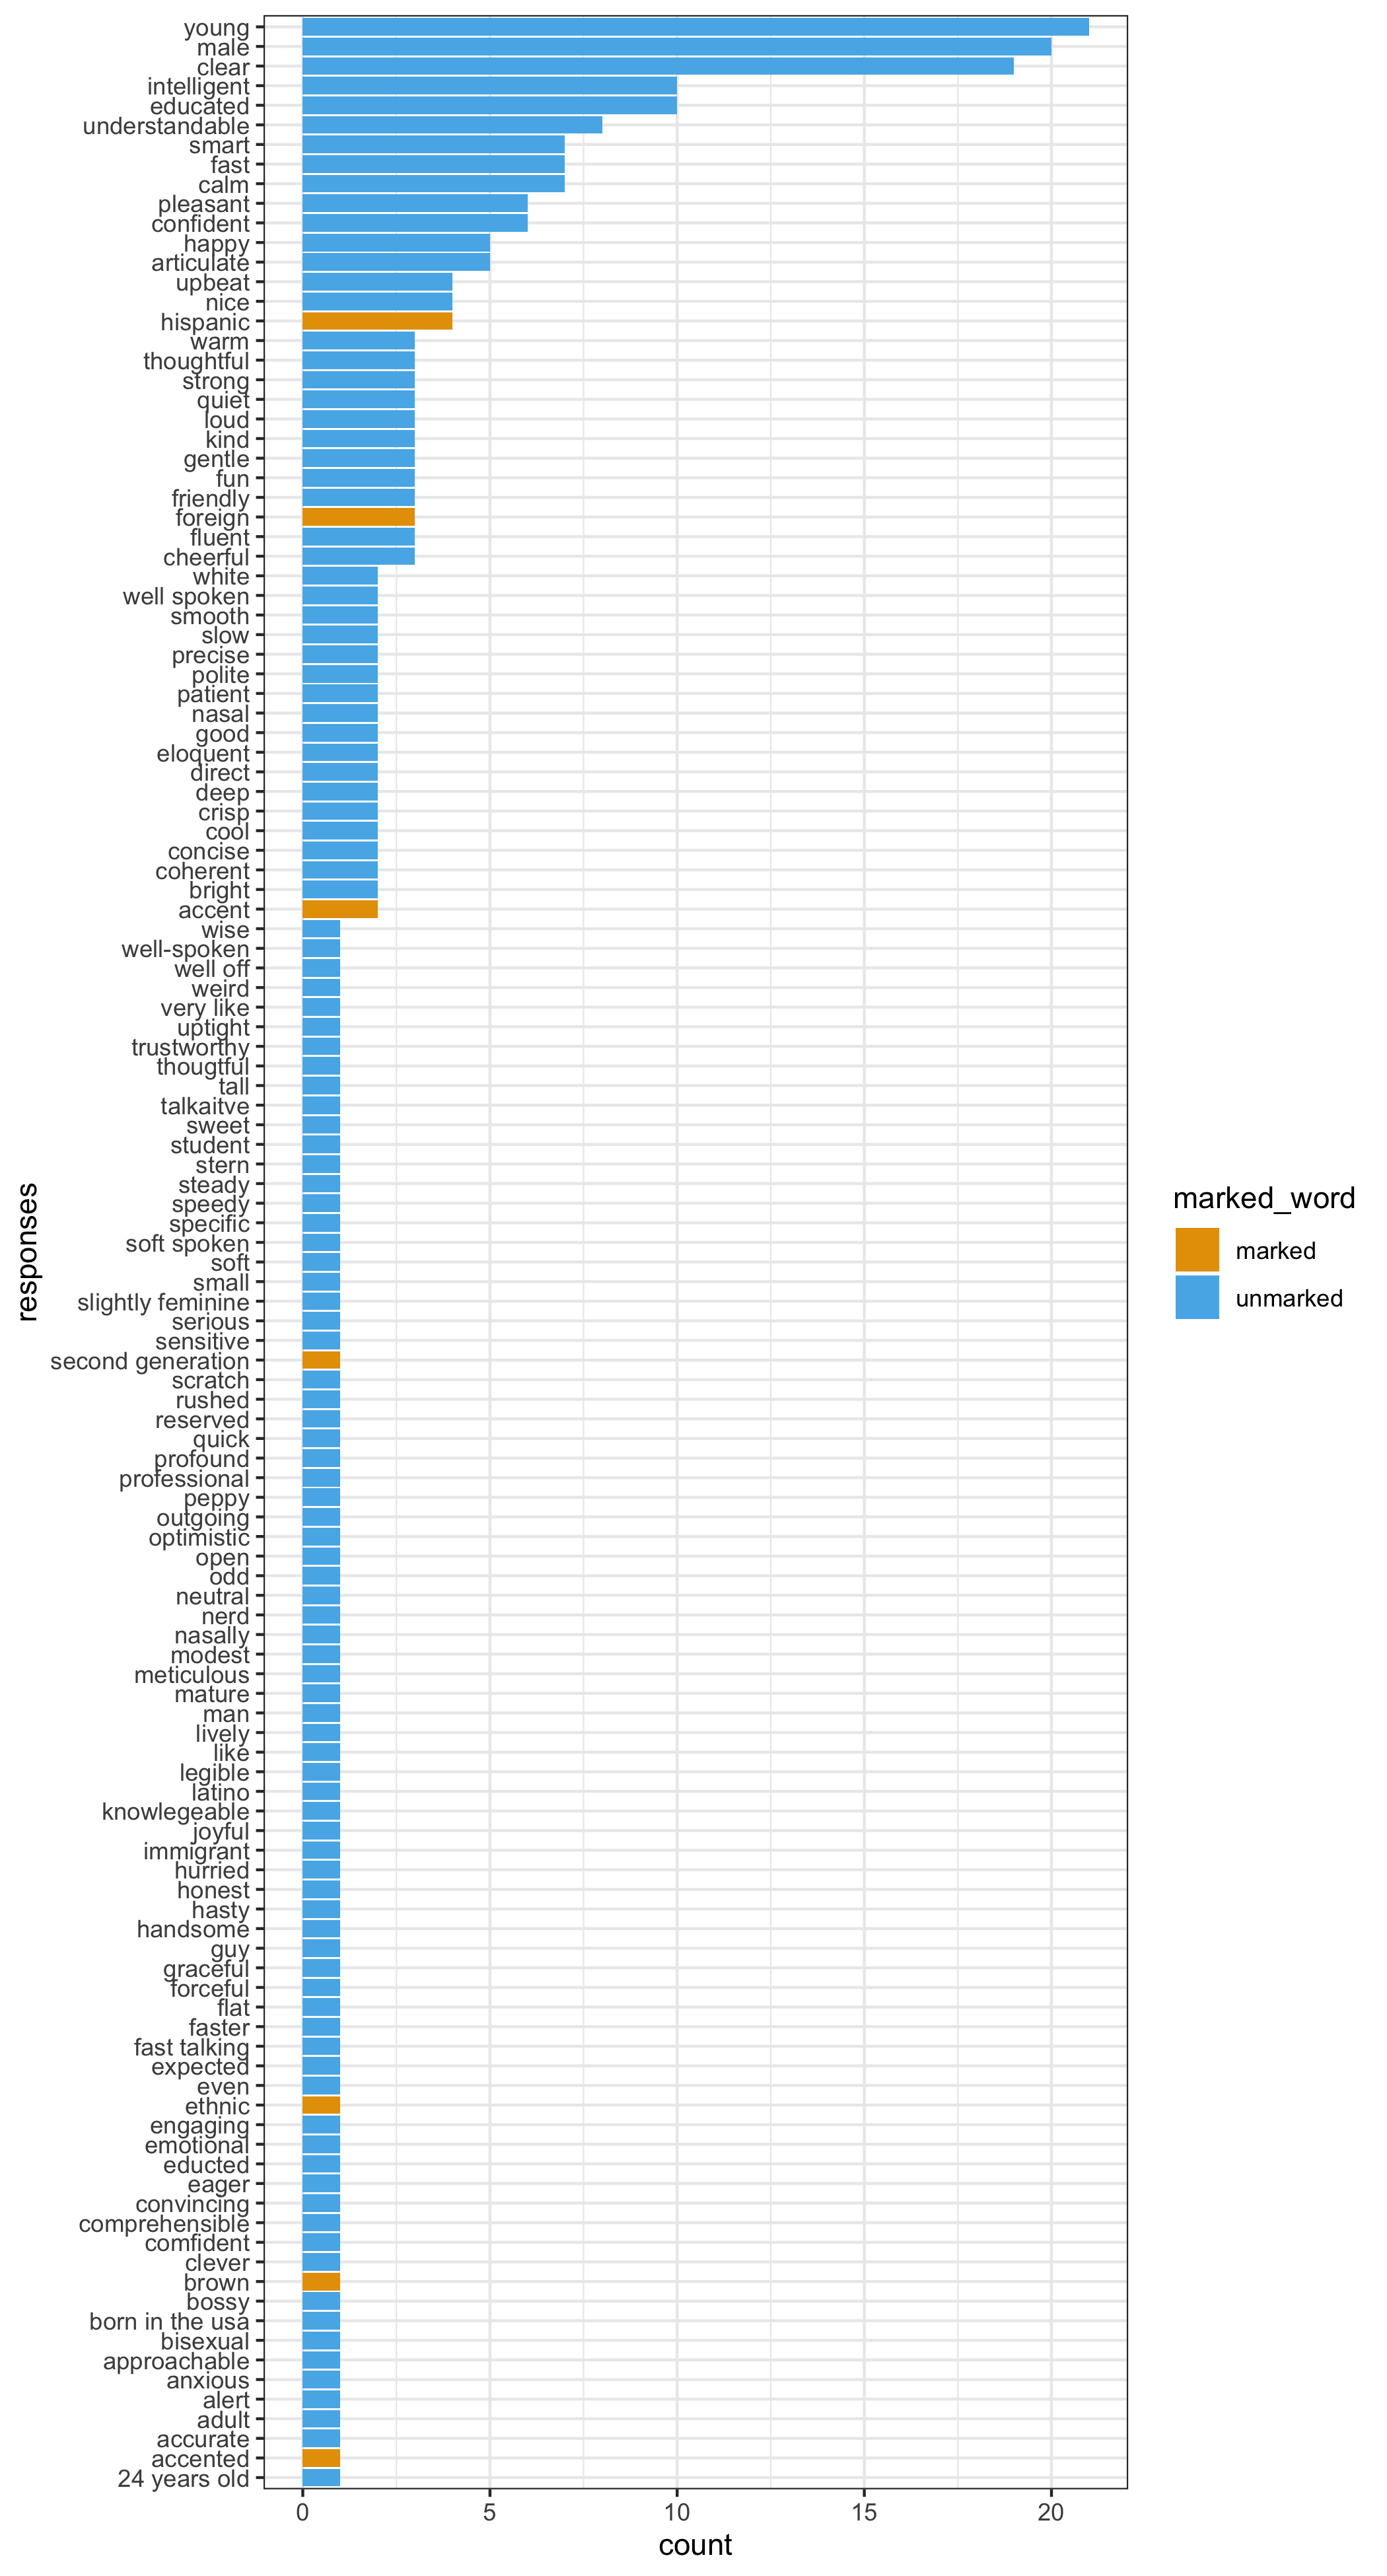 young
male
clear
intelligent
educated
understandable
smart
fast
calm
pleasant
confident
happy
articulate
upbeat
nice
hispanic
warm
thoughtful
strong
quiet
loud
kind
gentle
fun
friendly
foreign
fluent
cheerful
white
well spoken
smooth
slow
precise
polite
patient
nasal
good
eloquent
direct
deep
crisp
cool
concise
coherent
bright
accent
wise
well-spoken
well off
weird
very like
uptight
trustworthy
thougtful
tall
talkaitve
sweet
student
stern
steady
speedy
specific
soft spoken
soft
small
slightly feminine
serious
sensitive
second generation
scratch
rushed
reserved
quick
profound
professional
peppy
outgoing
optimistic
open
odd
neutral
nerd
nasally
modest
meticulous
mature
man
lively
like
legible
latino
knowlegeable
joyful
immigrant
hurried
honest
hasty
handsome
guy
graceful
forceful
flat
faster
fast talking
expected
even
ethnic
engaging
emotional
educted
eager
convincing
comprehensible
comfident
clever
brown
bossy
born in the usa
bisexual
approachable
anxious
alert
adult
accurate
accented
24 years old
0 5 10 15 20
count
responses
marked_word
marked
unmarked